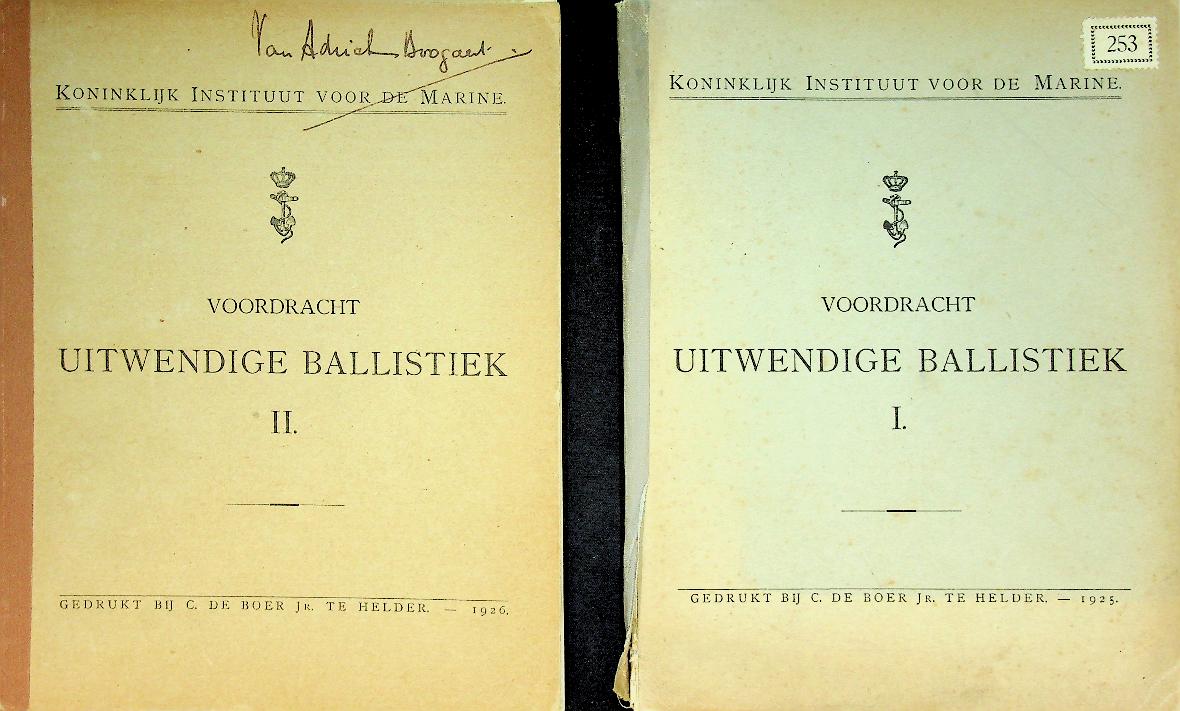 Van Adrichem Boogaert.
KONINKLIJK INSTITUUT VOOR DE MARINE.
VOORDRACHT
UITWENDIGE BALLISTIEK
II.
GEDRUKT BIJ C. DE BOER JR. TE HELDER. — 1926.
253
KONINKLIJK INSTITUUT VOOR DE MARINE.
VOORDRACHT
UITWENDIGE BALLISTIEK
I.
GEDRUKT BIJ C. DE BOER JR. TE HELDER. — 1925.